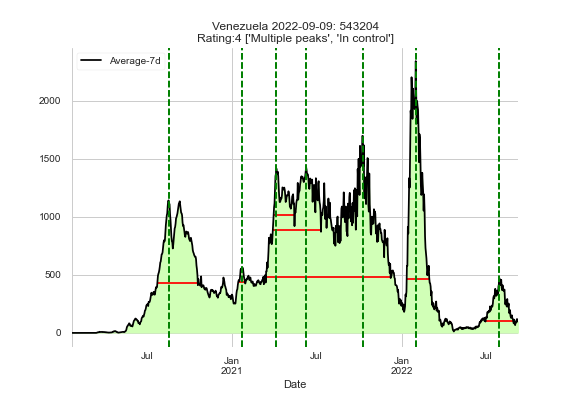 Venezuela 2022-09-09: 543204
Rating:4 ['Multiple peaks', 'In control']
Average-7d
2000
1500
1000
500
0
Jul
Jan
2021
Jul
Jan
2022
Jul
Date